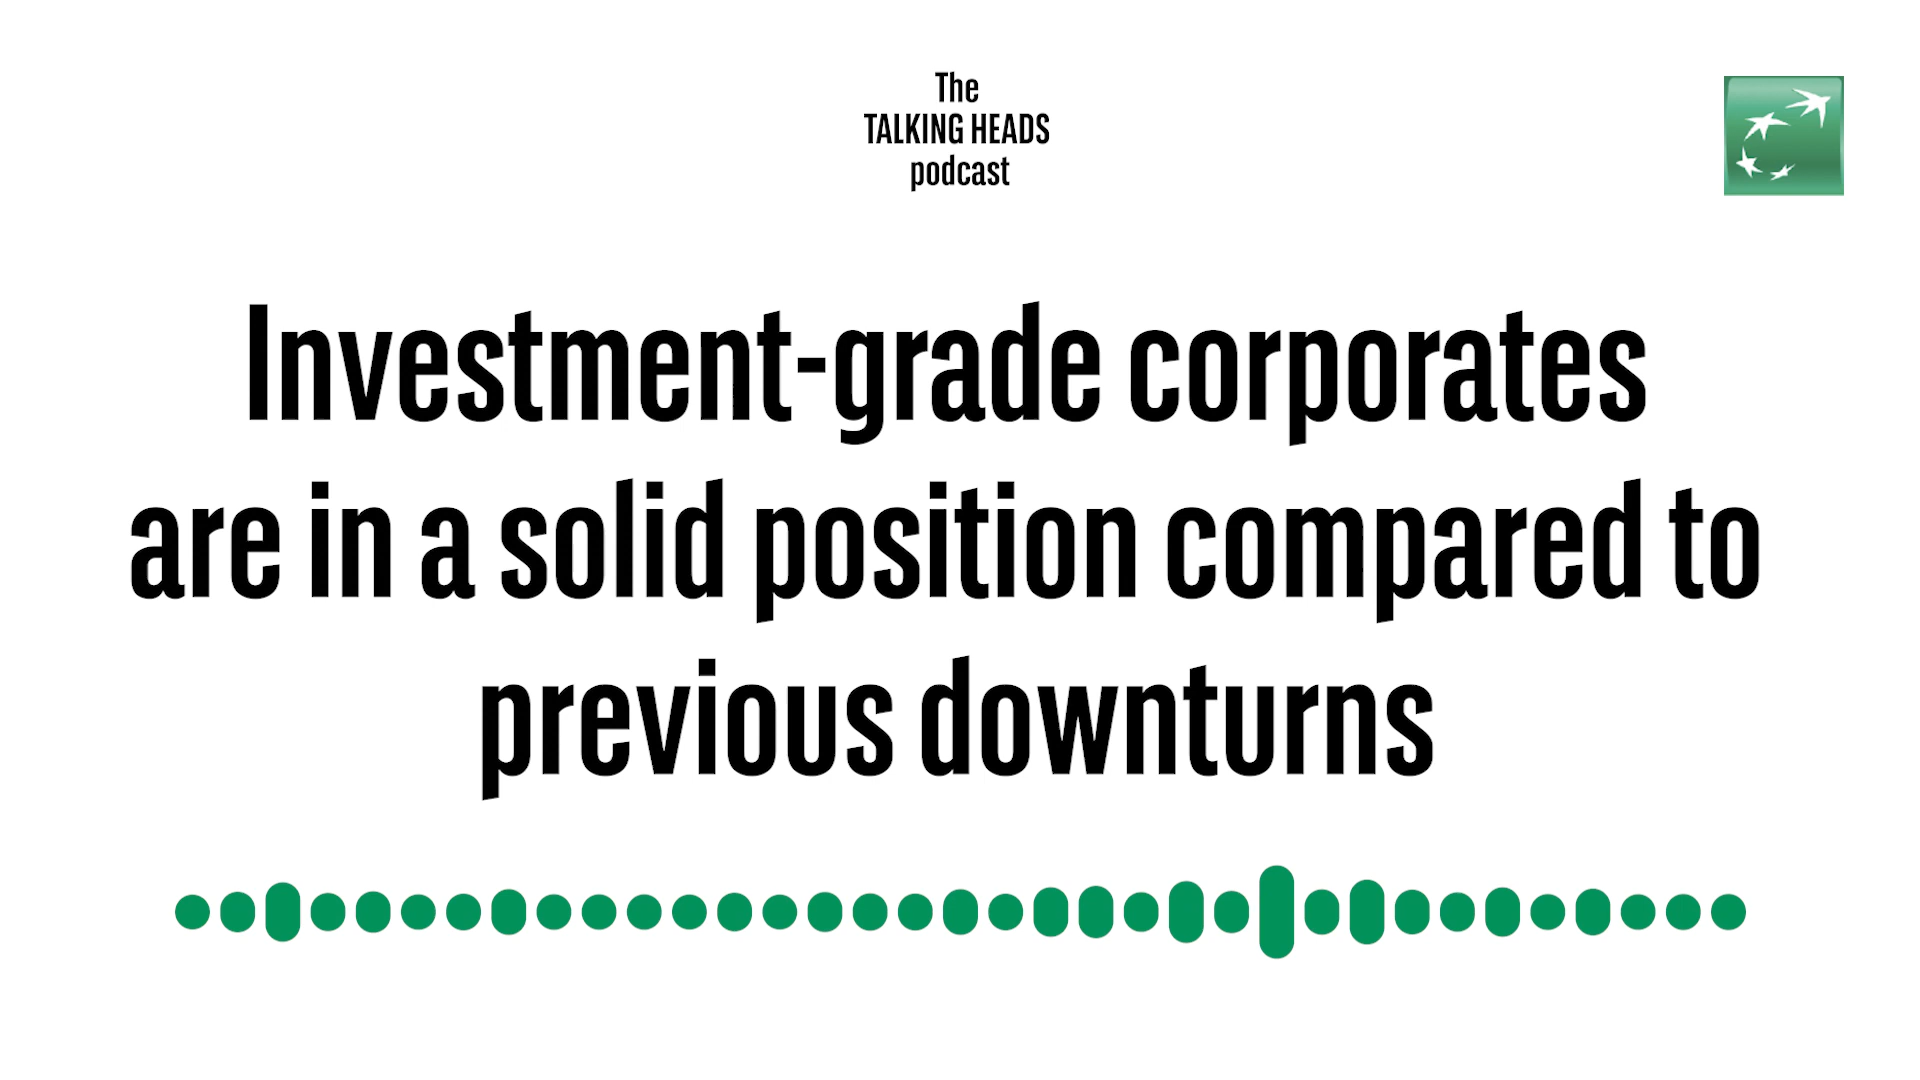 The
TALKING HEADS
podcast
Investment-grade corporates
are in a solid position compared to
previous downturns